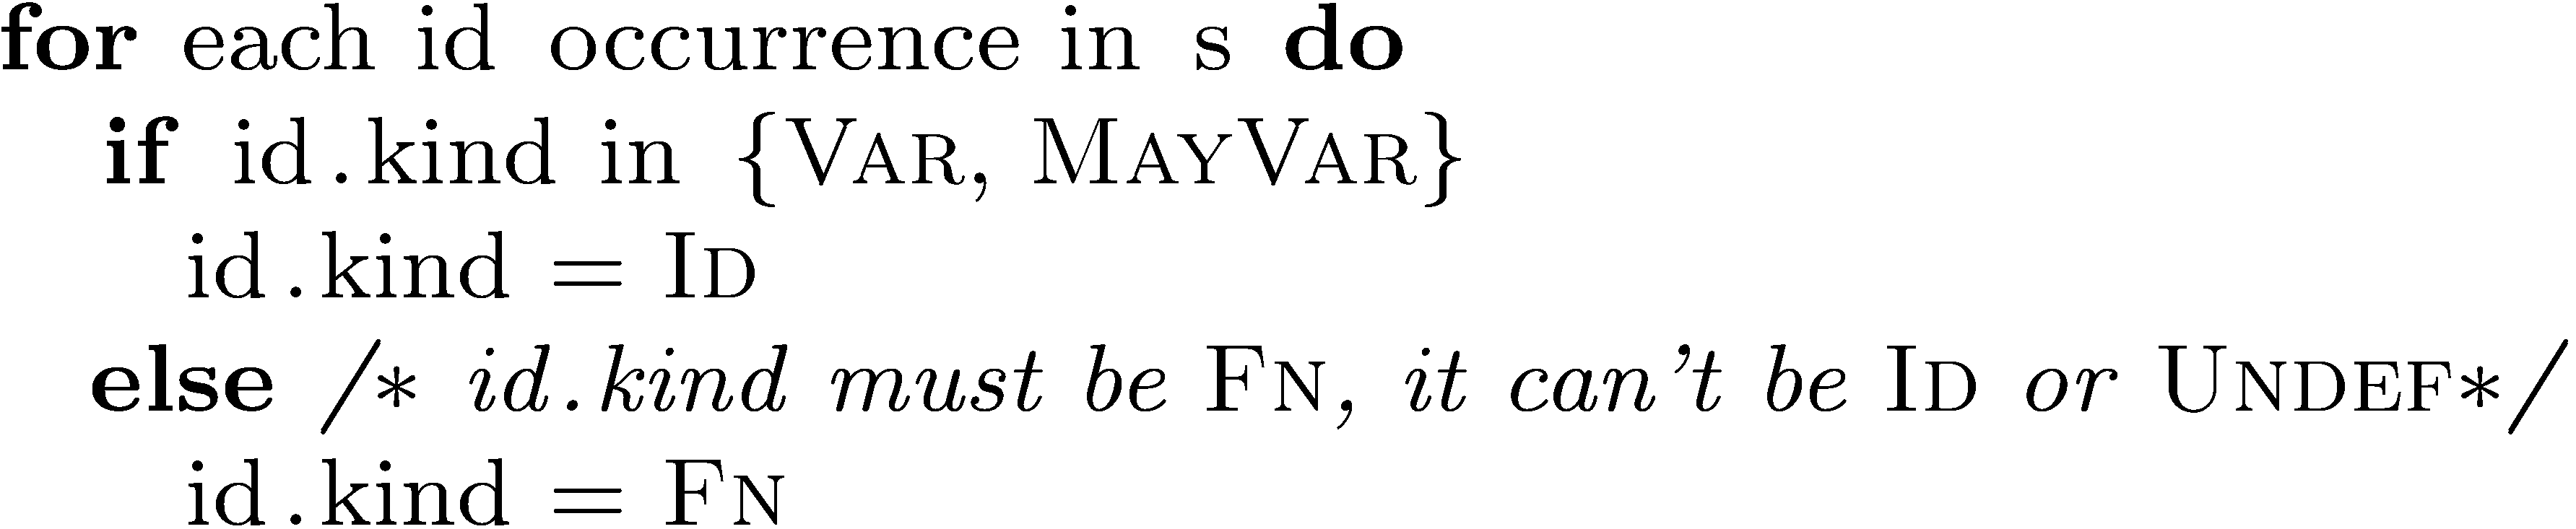 for each id occurrence in s do
if id.kind in {VAR, MAYVAR}
id.kind = ID
else /* id.kind must be FN, it can't be ID or UNDEF*/
id.kind = FN